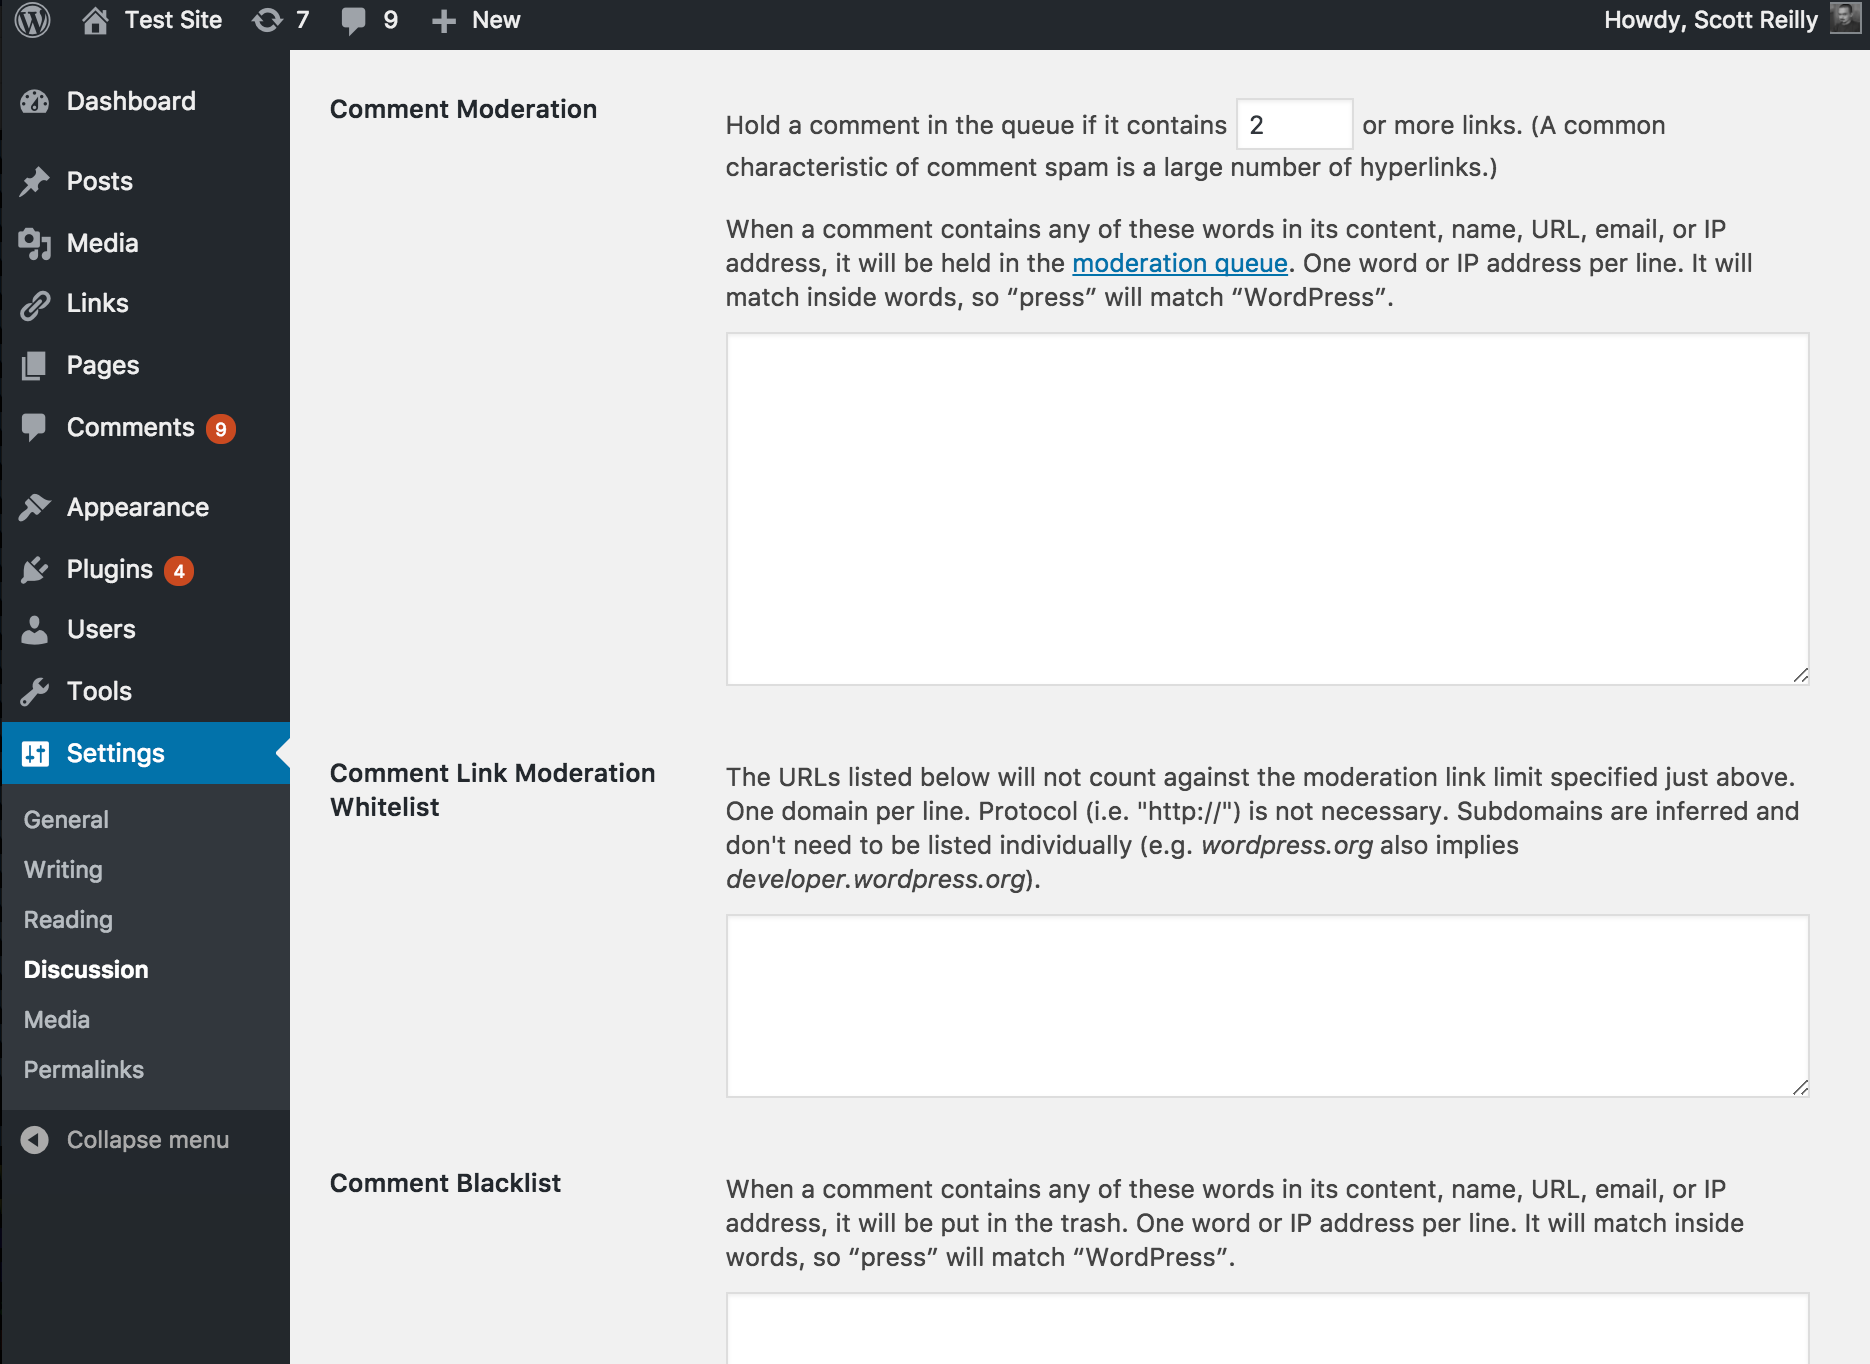 Test Site 7 9 New Howdy, Scott Reilly
Dashboard
Posts
Media
Links
Pages
Comments 9
Appearance
Plugins 4
Users
Tools
Settings
General
Writing
Reading
Discussion
Media
Permalinks
Collapse menu
Comment Moderation
Hold a comment in the queue if it contains 2 or more links. (A common
characteristic of comment spam is a large number of hyperlinks.)
When a comment contains any of these words in its content, name, URL, email, or IP
address, it will be held in the moderation queue. One word or IP address per line. It will
match inside words, so “press” will match “WordPress”.
Comment Link Moderation
Whitelist
The URLs listed below will not count against the moderation link limit specified just above.
One domain per line. Protocol (i.e. "http://") is not necessary. Subdomains are inferred and
don't need to be listed individually (e.g. wordpress.org also implies
developer.wordpress.org).
Comment Blacklist
When a comment contains any of these words in its content, name, URL, email, or IP
address, it will be put in the trash. One word or IP address per line. It will match inside
words, so “press” will match “WordPress”.